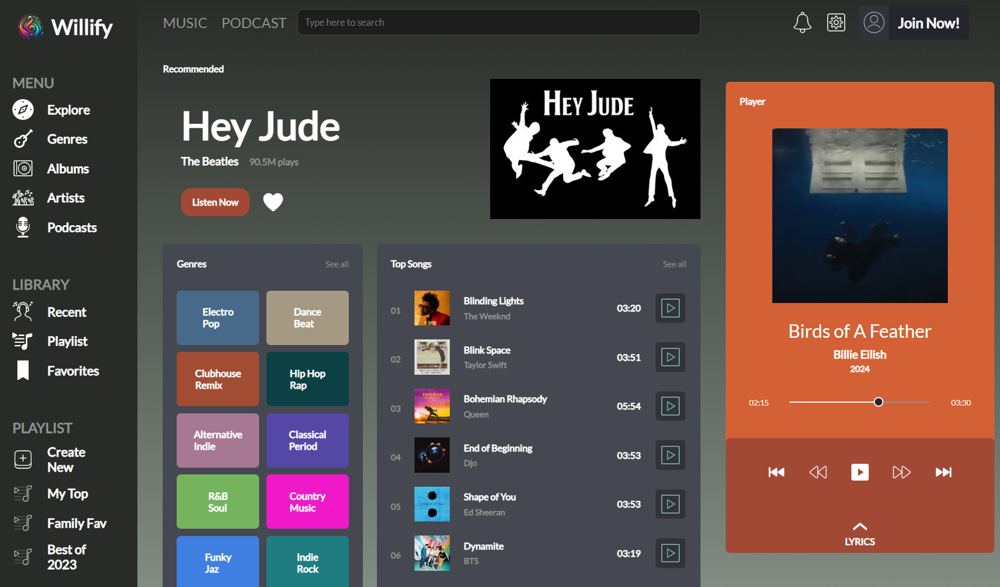 Willify
MUSIC PODCAST Type here to search
Join Now!
MENU
Explore
Genres
Albums
Artists
Podcasts
LIBRARY
Recent
Playlist
Favorites
PLAYLIST
Create
New
My Top
Family Fav
Best of
2023
Recommended
Hey Jude
The Beatles 90.5M plays
Listen Now
HEY JUDE
Genres See all
Electro
Pop
Dance
Beat
Clubhouse
Remix
Hip Hop
Rap
Alternative
Indie
Classical
Period
R&B
Soul
Country
Music
Funky
Jaz
Indie
Rock
Top Songs See all
01 Blinding Lights 03:20
The Weeknd
02 Blink Space 03:51
Taylor Swift
BOHEMIAN
03 Bohemian Rhapsody 05:54
Queen
04 End of Beginning 03:53
Djo
05 Shape of You 03:53
Ed Sheeran
06 Dynamite 03:19
BTS
Player
Birds of A Feather
Billie Eilish
2024
02:15 03:30
LYRICS